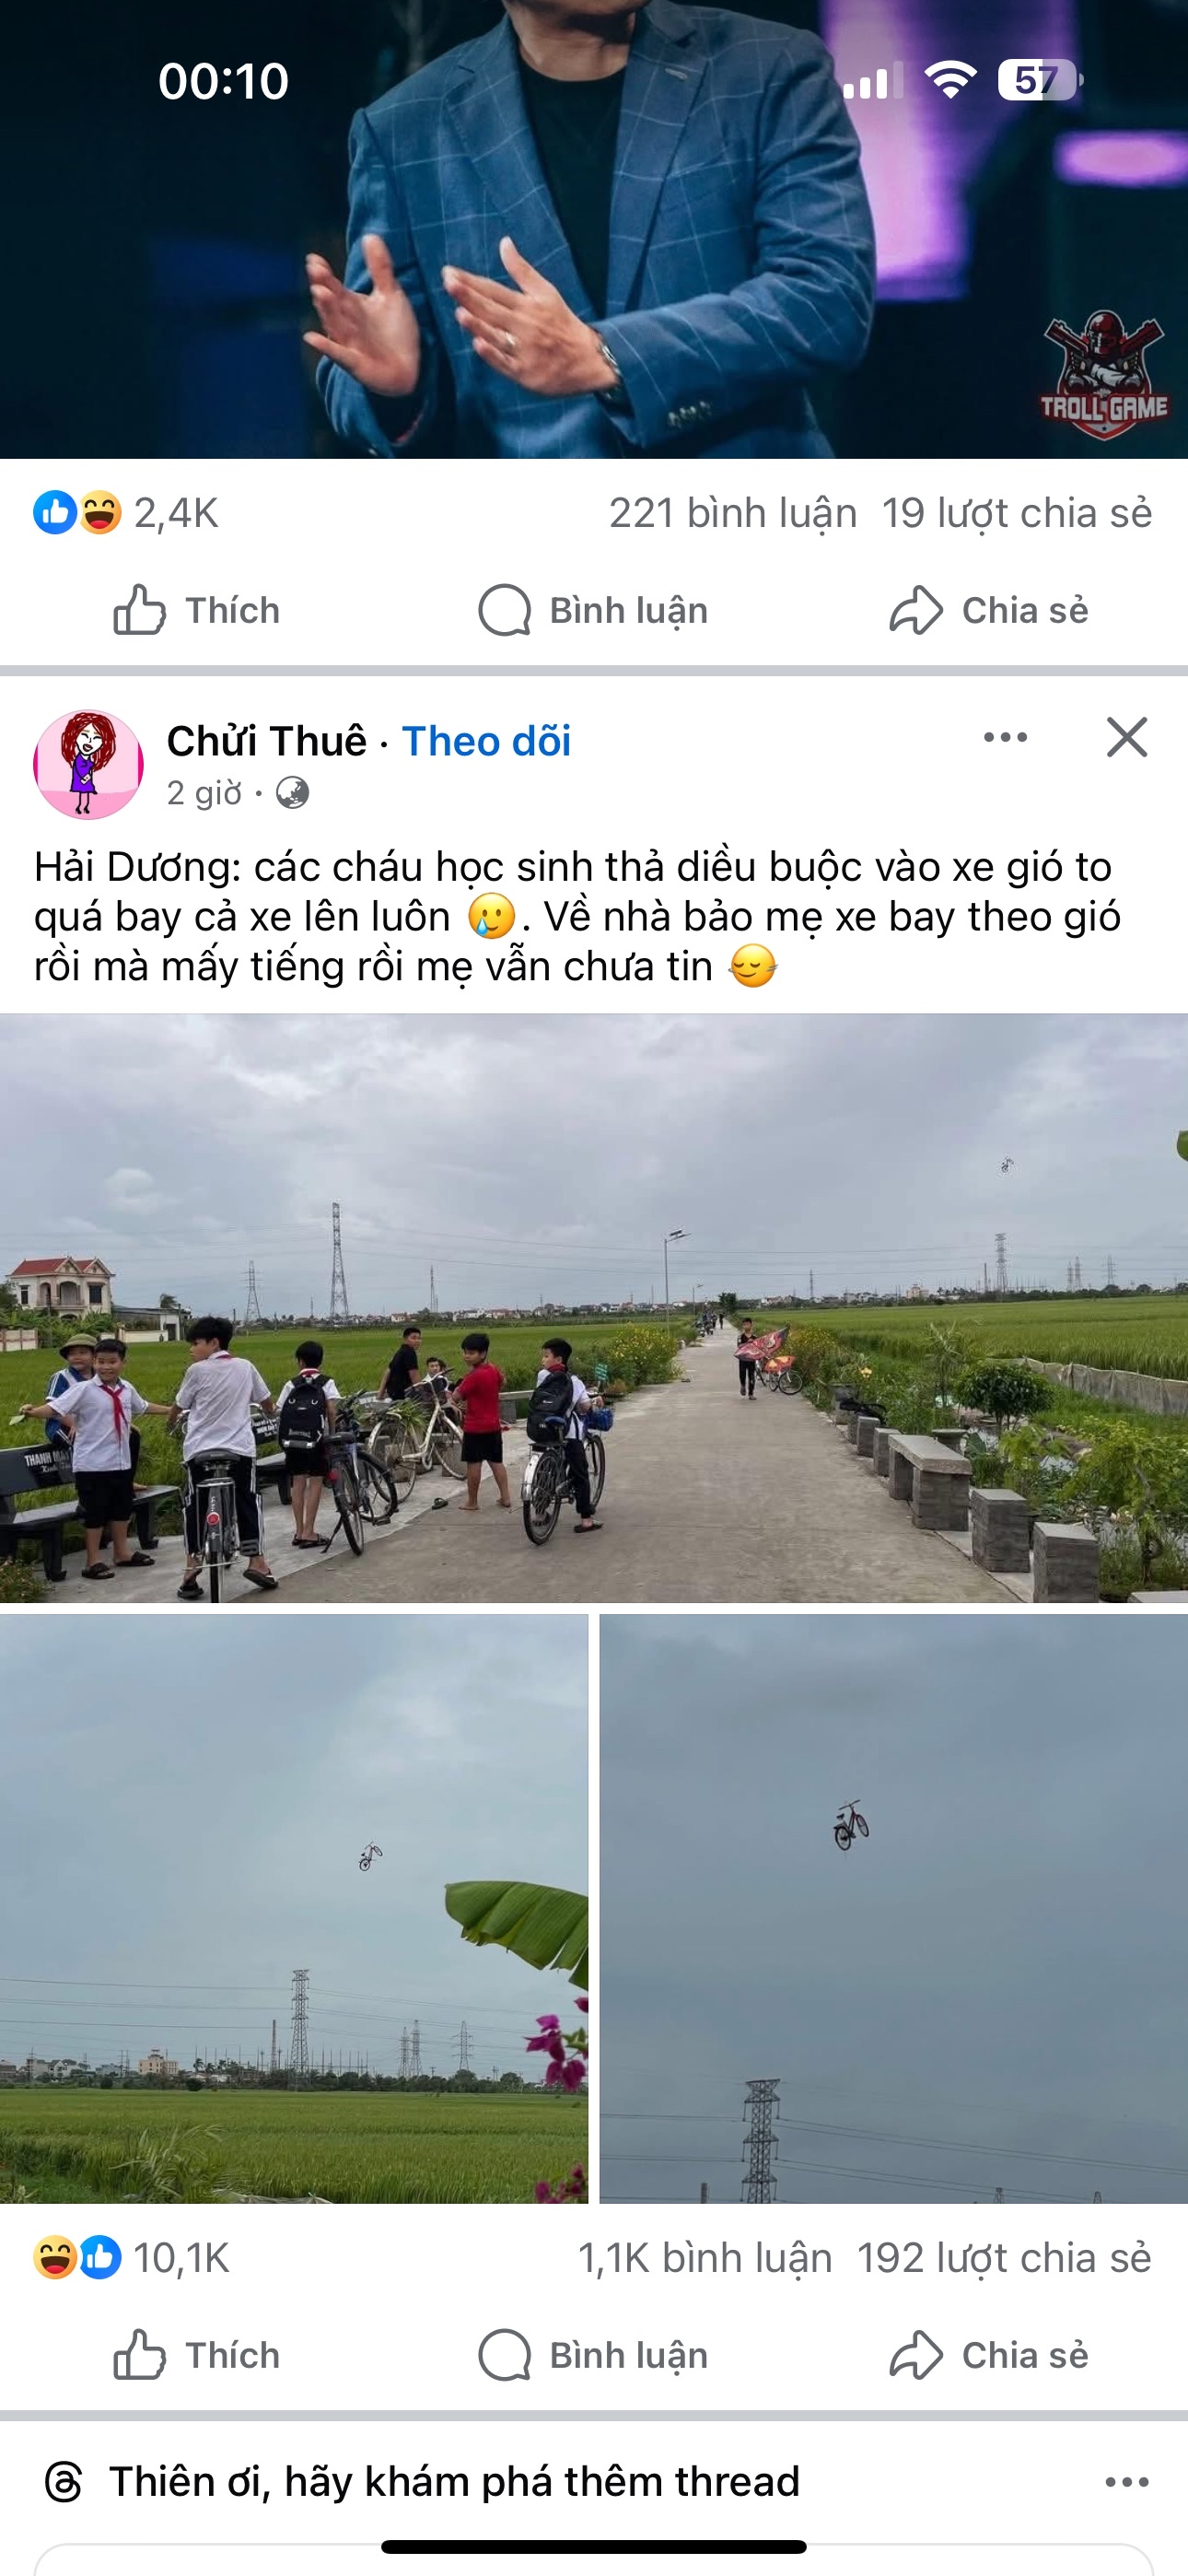 00:10
57
TROLL GAME
2,4K
221 bình luận 19 lượt chia sẻ
Thích
Bình luận
Chia sẻ
Chửi Thuê · Theo dõi
2 giờ ·
Hải Dương: các cháu học sinh thả diều buộc vào xe gió to
quá bay cả xe lên luôn 🥲. Về nhà bảo mẹ xe bay theo gió
rồi mà mấy tiếng rồi mẹ vẫn chưa tin 😏
THANH M
10,1K
1,1K bình luận 192 lượt chia sẻ
Thích
Bình luận
Chia sẻ
Thiên ơi, hãy khám phá thêm thread